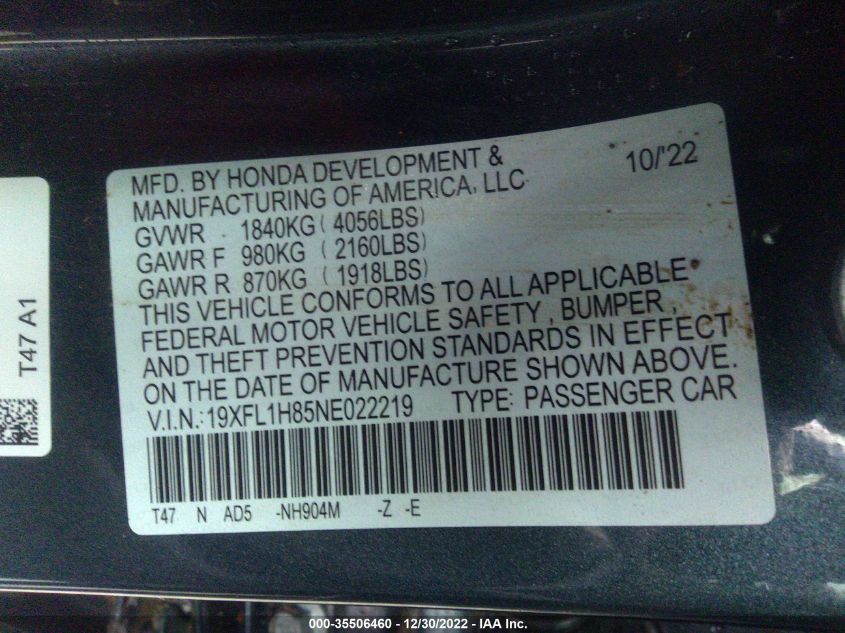 MFD. BY HONDA DEVELOPMENT & 10/'22
MANUFACTURING OF AMERICA, LLC
GVWR - 1840KG ( 4056LBS)
GAWR F 980KG ( 2160LBS)
GAWR R 870KG ( 1918LBS)
THIS VEHICLE CONFORMS TO ALL APPLICABLE
FEDERAL MOTOR VEHICLE SAFETY , BUMPER ,
AND THEFT PREVENTION STANDARDS IN EFFECT
ON THE DATE OF MANUFACTURE SHOWN ABOVE.
V.I.N.: 19XFL1H85NE022219 TYPE: PASSENGER CAR
T47 N AD5 -NH904M -Z -E
T47 A1
000-35506460 - 12/30/2022 - IAA Inc.